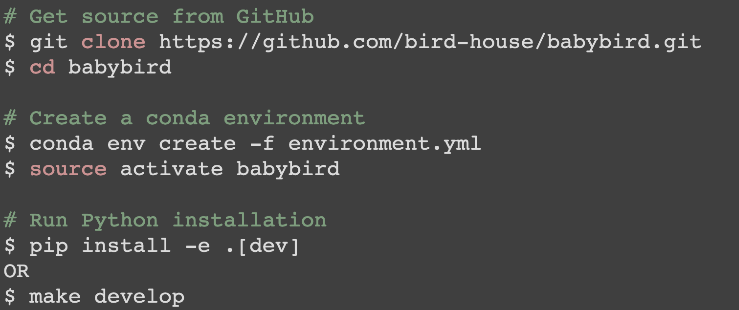 # Get source from GitHub
$ git clone https://github.com/bird-house/babybird.git
$ cd babybird
# Create a conda environment
$ conda env create -f environment.yml
$ source activate babybird
# Run Python installation
$ pip install -e .[dev]
OR
$ make develop